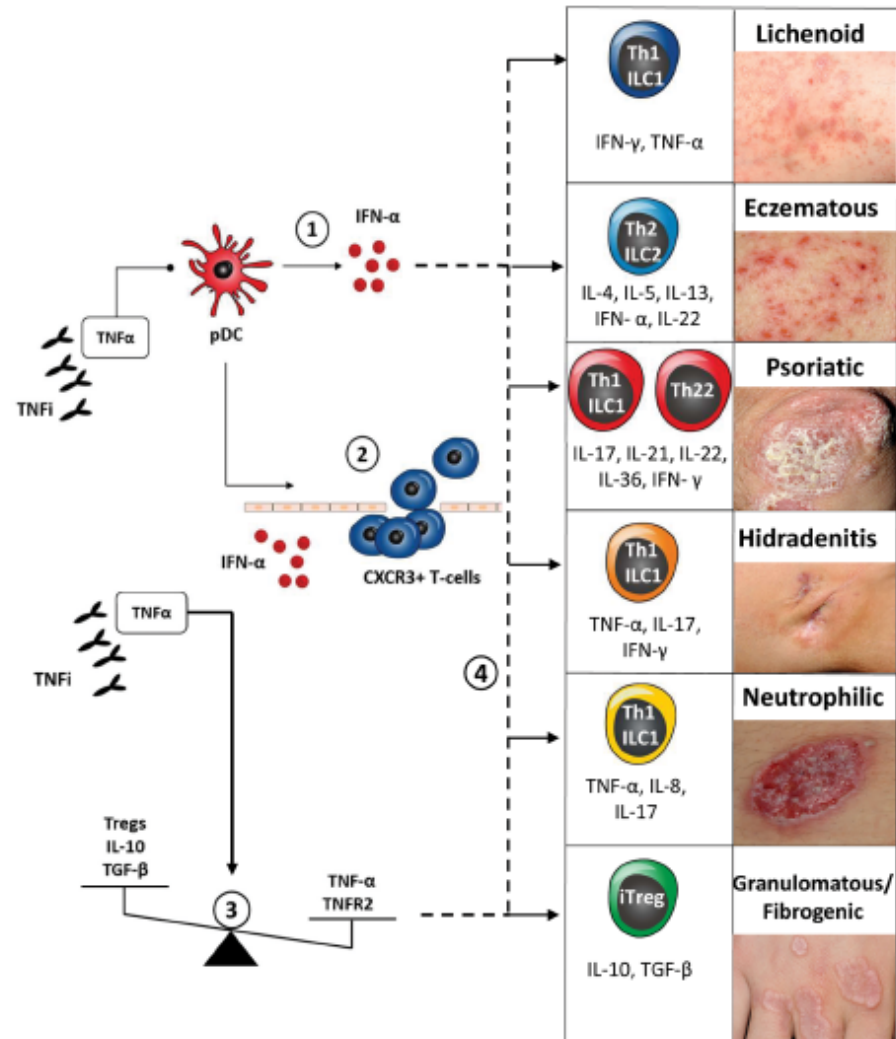 Lichenoid
Th1
ILC1
IFN-γ, TNF-α
Eczematous
Th2
ILC2
IL-4, IL-5, IL-13,
IFN- α, IL-22
Psoriatic
Th1
ILC1
Th22
IL-17, IL-21, IL-22,
IL-36, IFN- γ
Hidradenitis
Th1
ILC1
TNF-α, IL-17,
IFN-γ
Neutrophilic
Th1
ILC1
TNF-α, IL-8,
IL-17
Granulomatous/
Fibrogenic
iTreg
IL-10, TGF-β
1
IFN-α
pDC
TNFα
TNFi
2
IFN-α
CXCR3+ T-cells
TNFα
TNFi
4
Tregs
IL-10
TGF-β
3
TNF-α
TNFR2